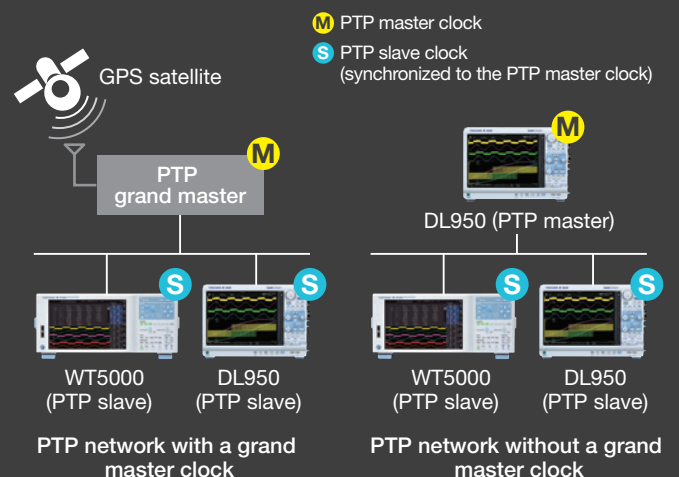 M PTP master clock
S PTP slave clock
(synchronized to the PTP master clock)
GPS satellite
M
PTP
grand master
M
DL950 (PTP master)
S
S
S
S
WT5000
(PTP slave)
DL950
(PTP slave)
WT5000
(PTP slave)
DL950
(PTP slave)
PTP network with a grand
master clock
PTP network without a grand
master clock